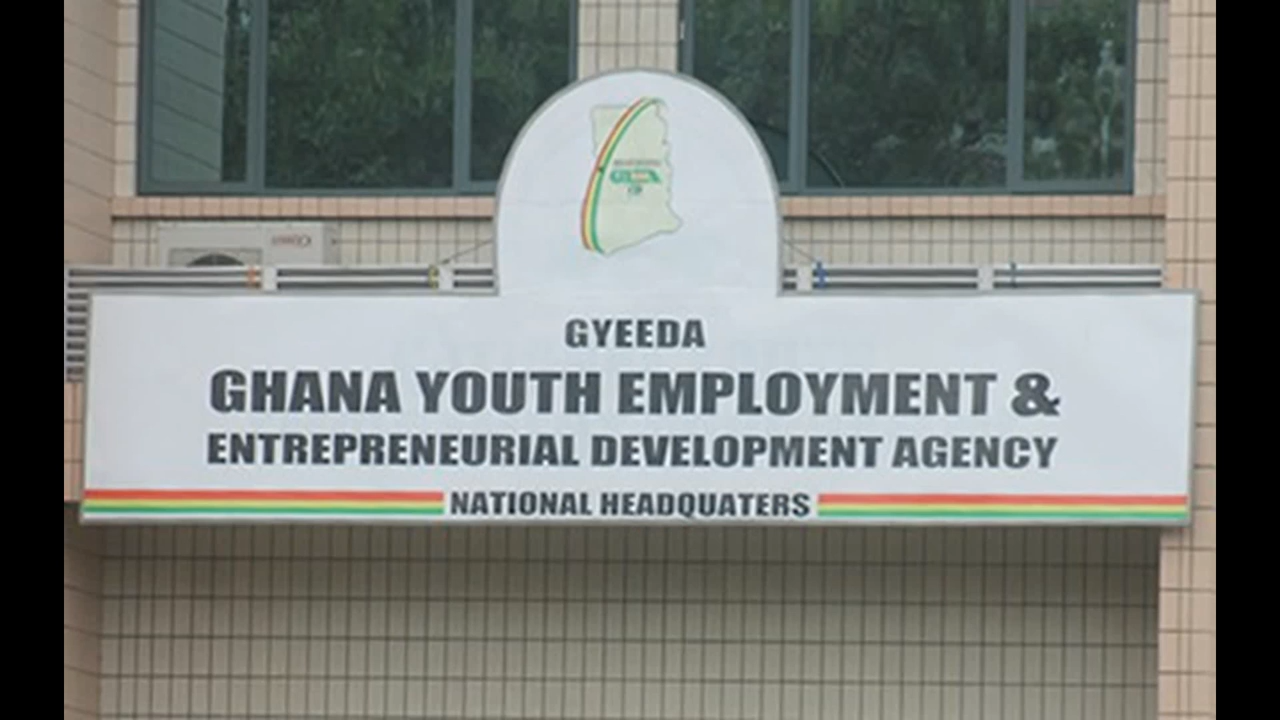 GYEEDA
GHANA YOUTH EMPLOYMENT &
ENTREPRENEURIAL DEVELOPMENT AGENCY
NATIONAL HEADQUATERS